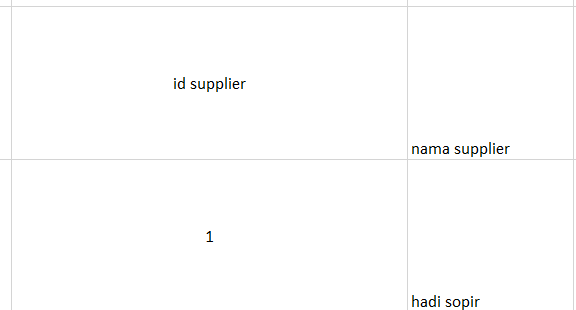 id supplier
nama supplier
1
hadi sopir